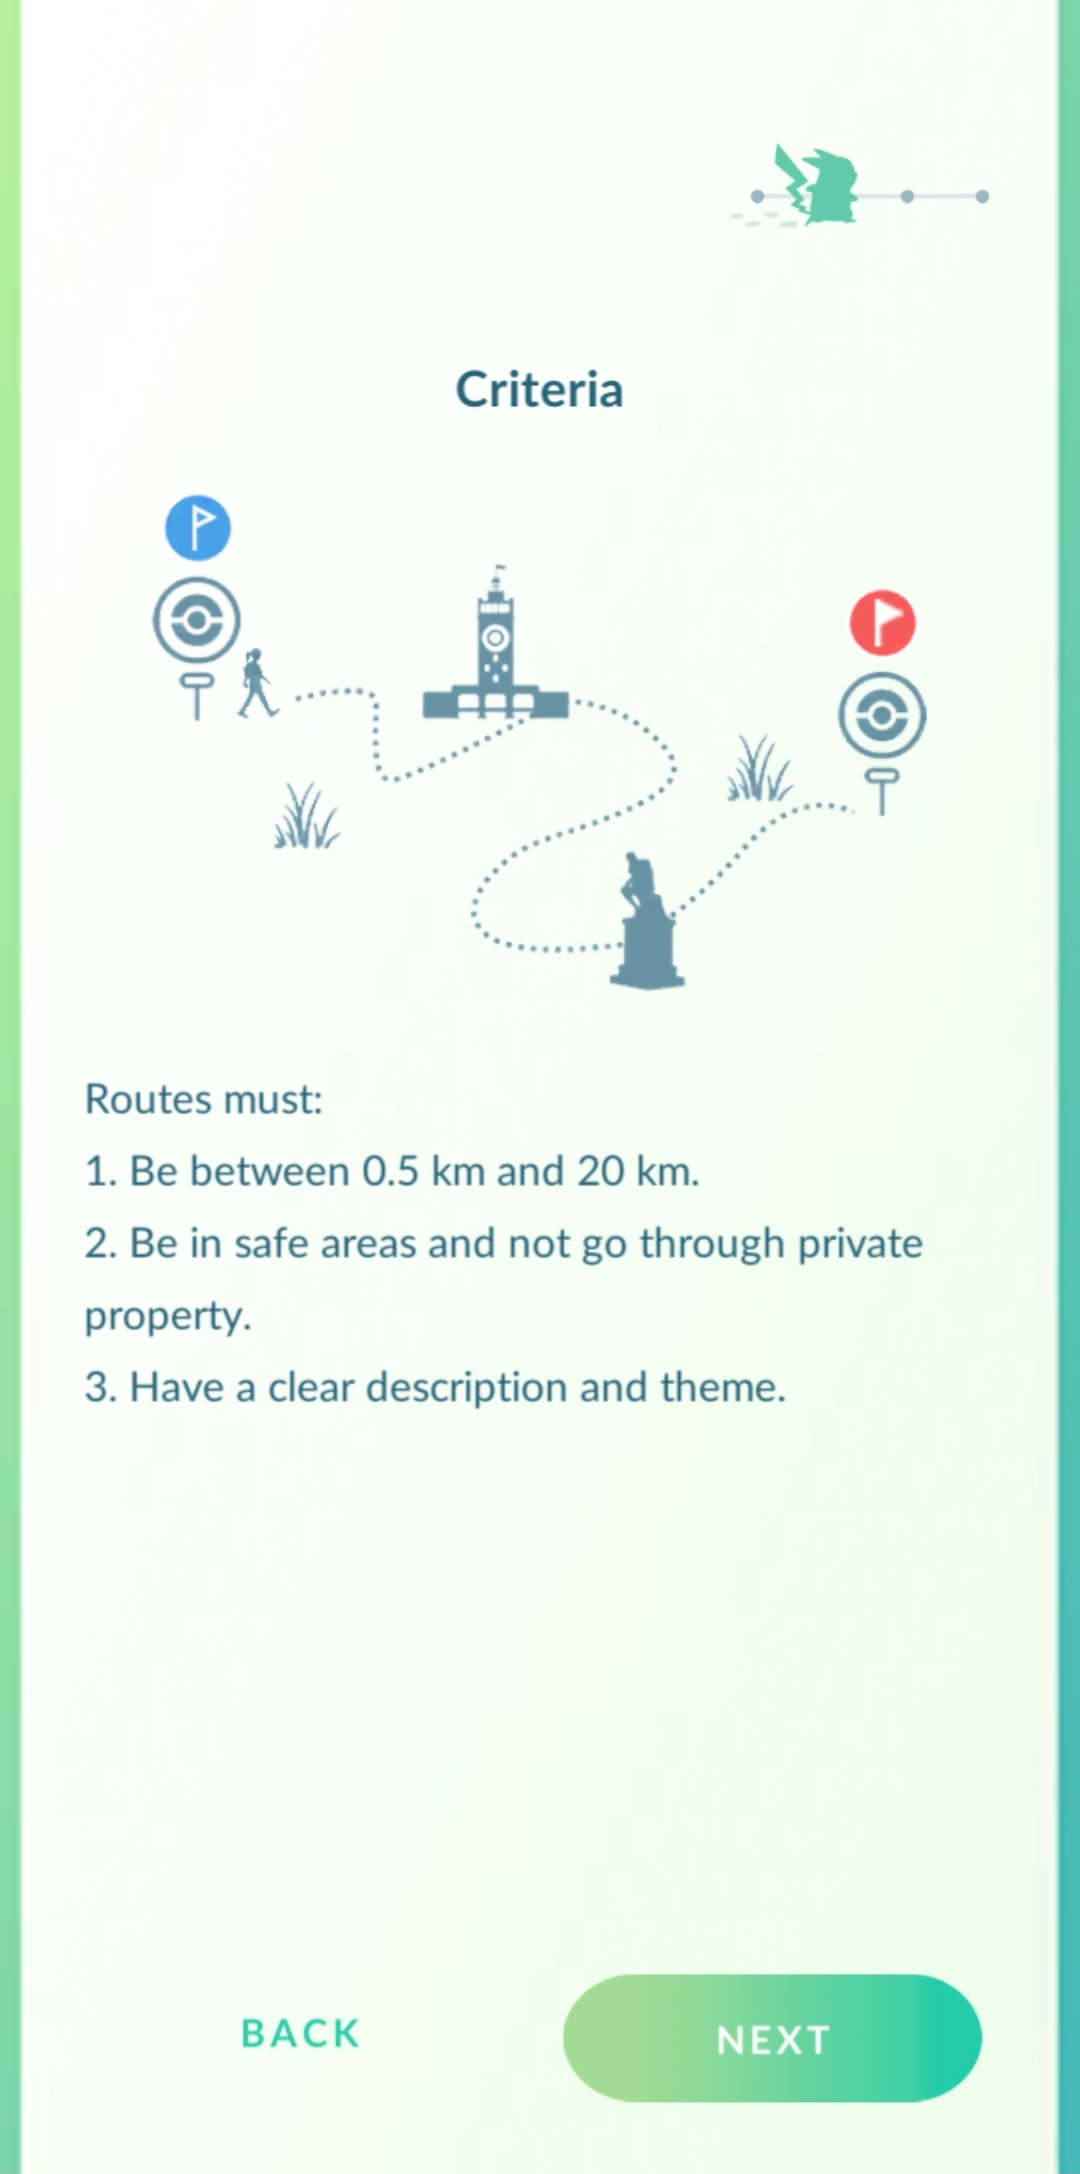 Criteria
Routes must:
1. Be between 0.5 km and 20 km.
2. Be in safe areas and not go through private
property.
3. Have a clear description and theme.
BACK
NEXT